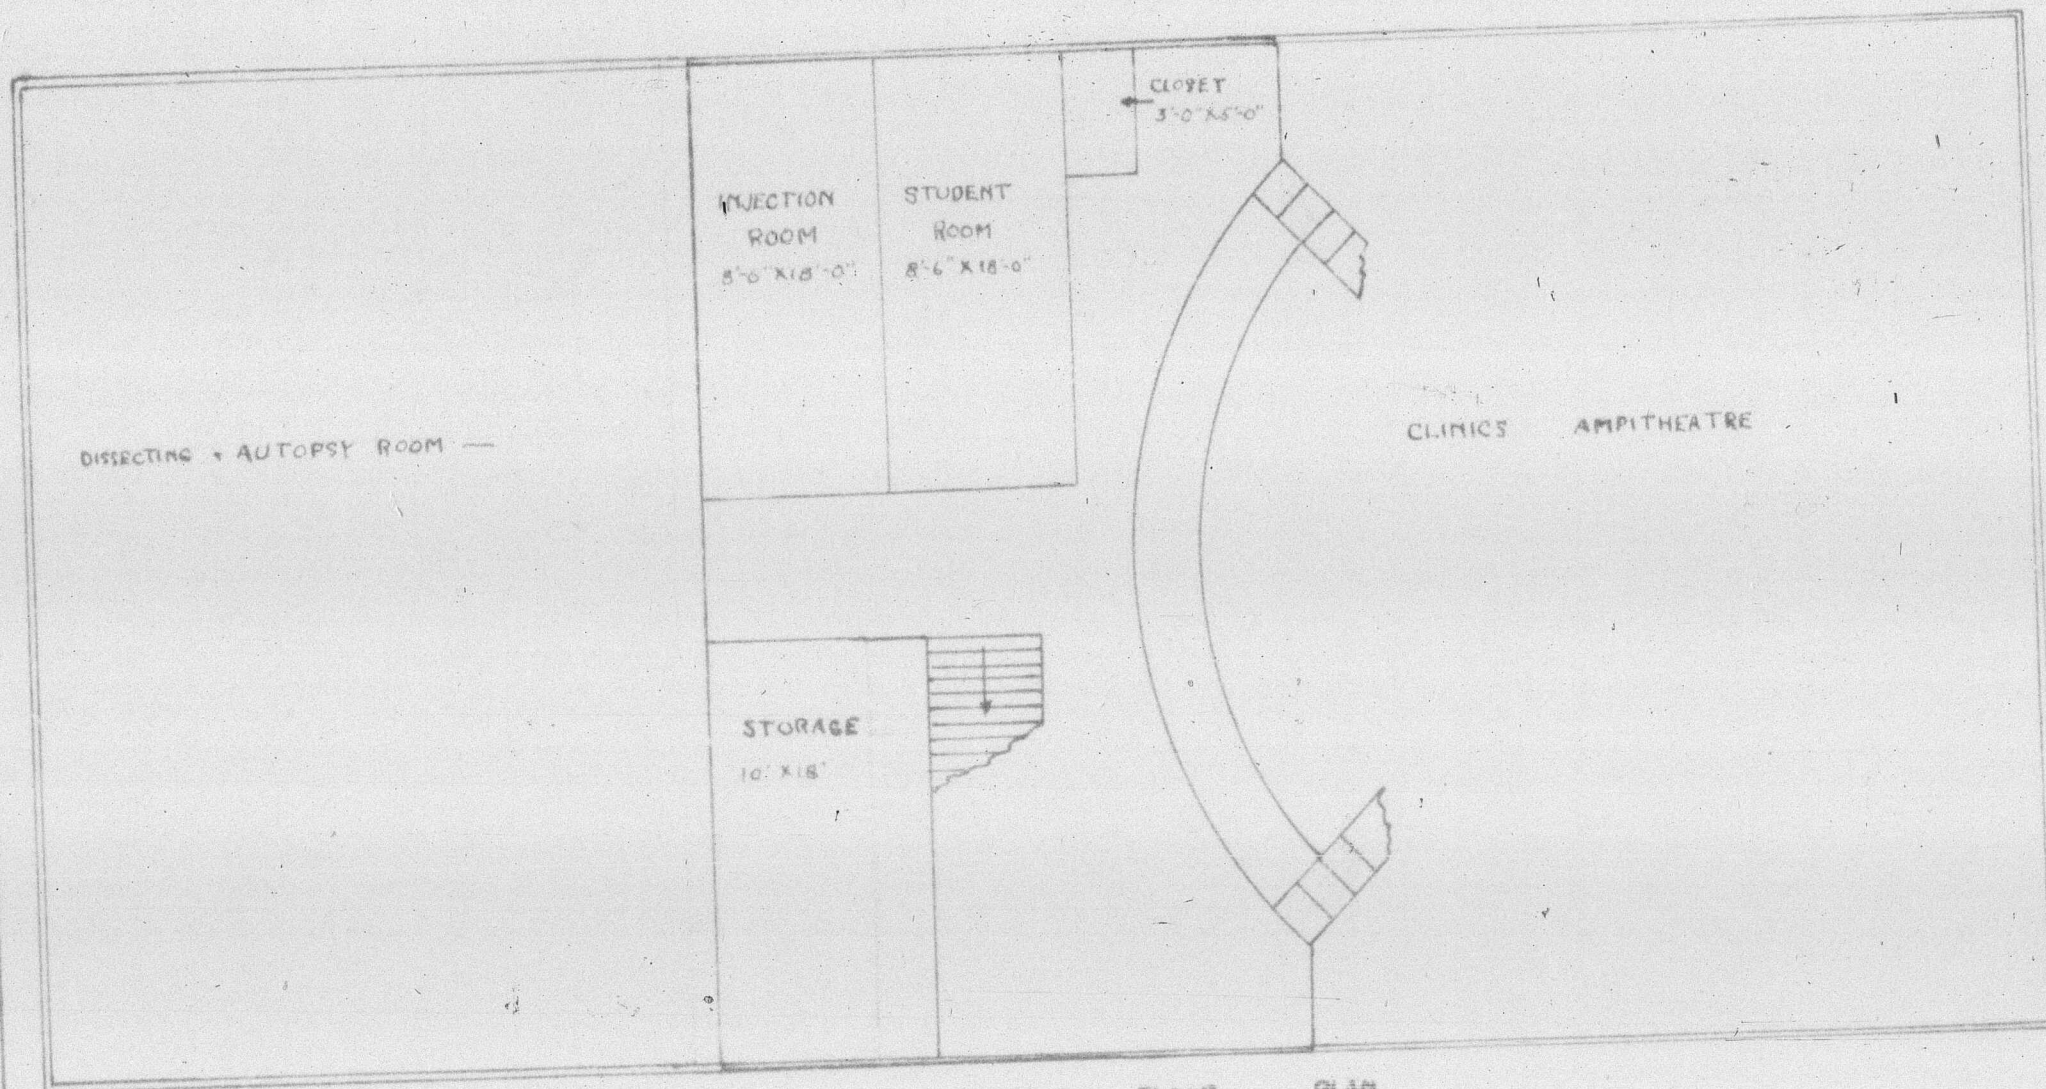 CLOSET
3'-0" X 5'-0"
INJECTION
ROOM
8'-6" X 18'-0"
STUDENT
ROOM
8'-6" X 18'-0"
DISSECTING & AUTOPSY ROOM —
CLINICS AMPITHEATRE
STORAGE
10' X 18'
PLAN